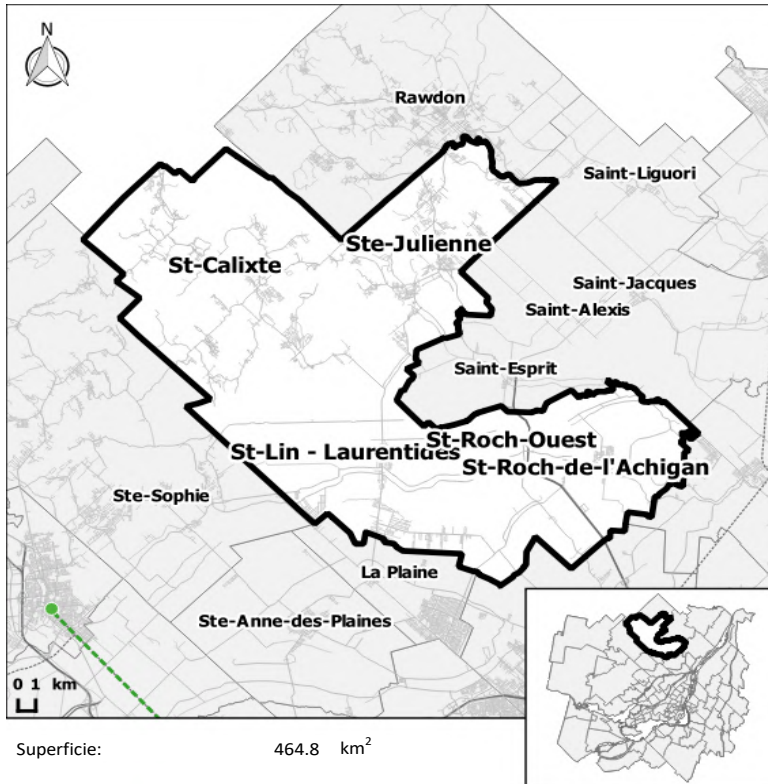 N
Rawdon
Saint-Liguori
Ste-Julienne
St-Calixte
Saint-Jacques
Saint-Alexis
Saint-Esprit
St-Roch-Ouest
St-Lin - Laurentides
St-Roch-de-l'Achigan
Ste-Sophie
La Plaine
Ste-Anne-des-Plaines
0 1 km
Superficie: 464.8 km²